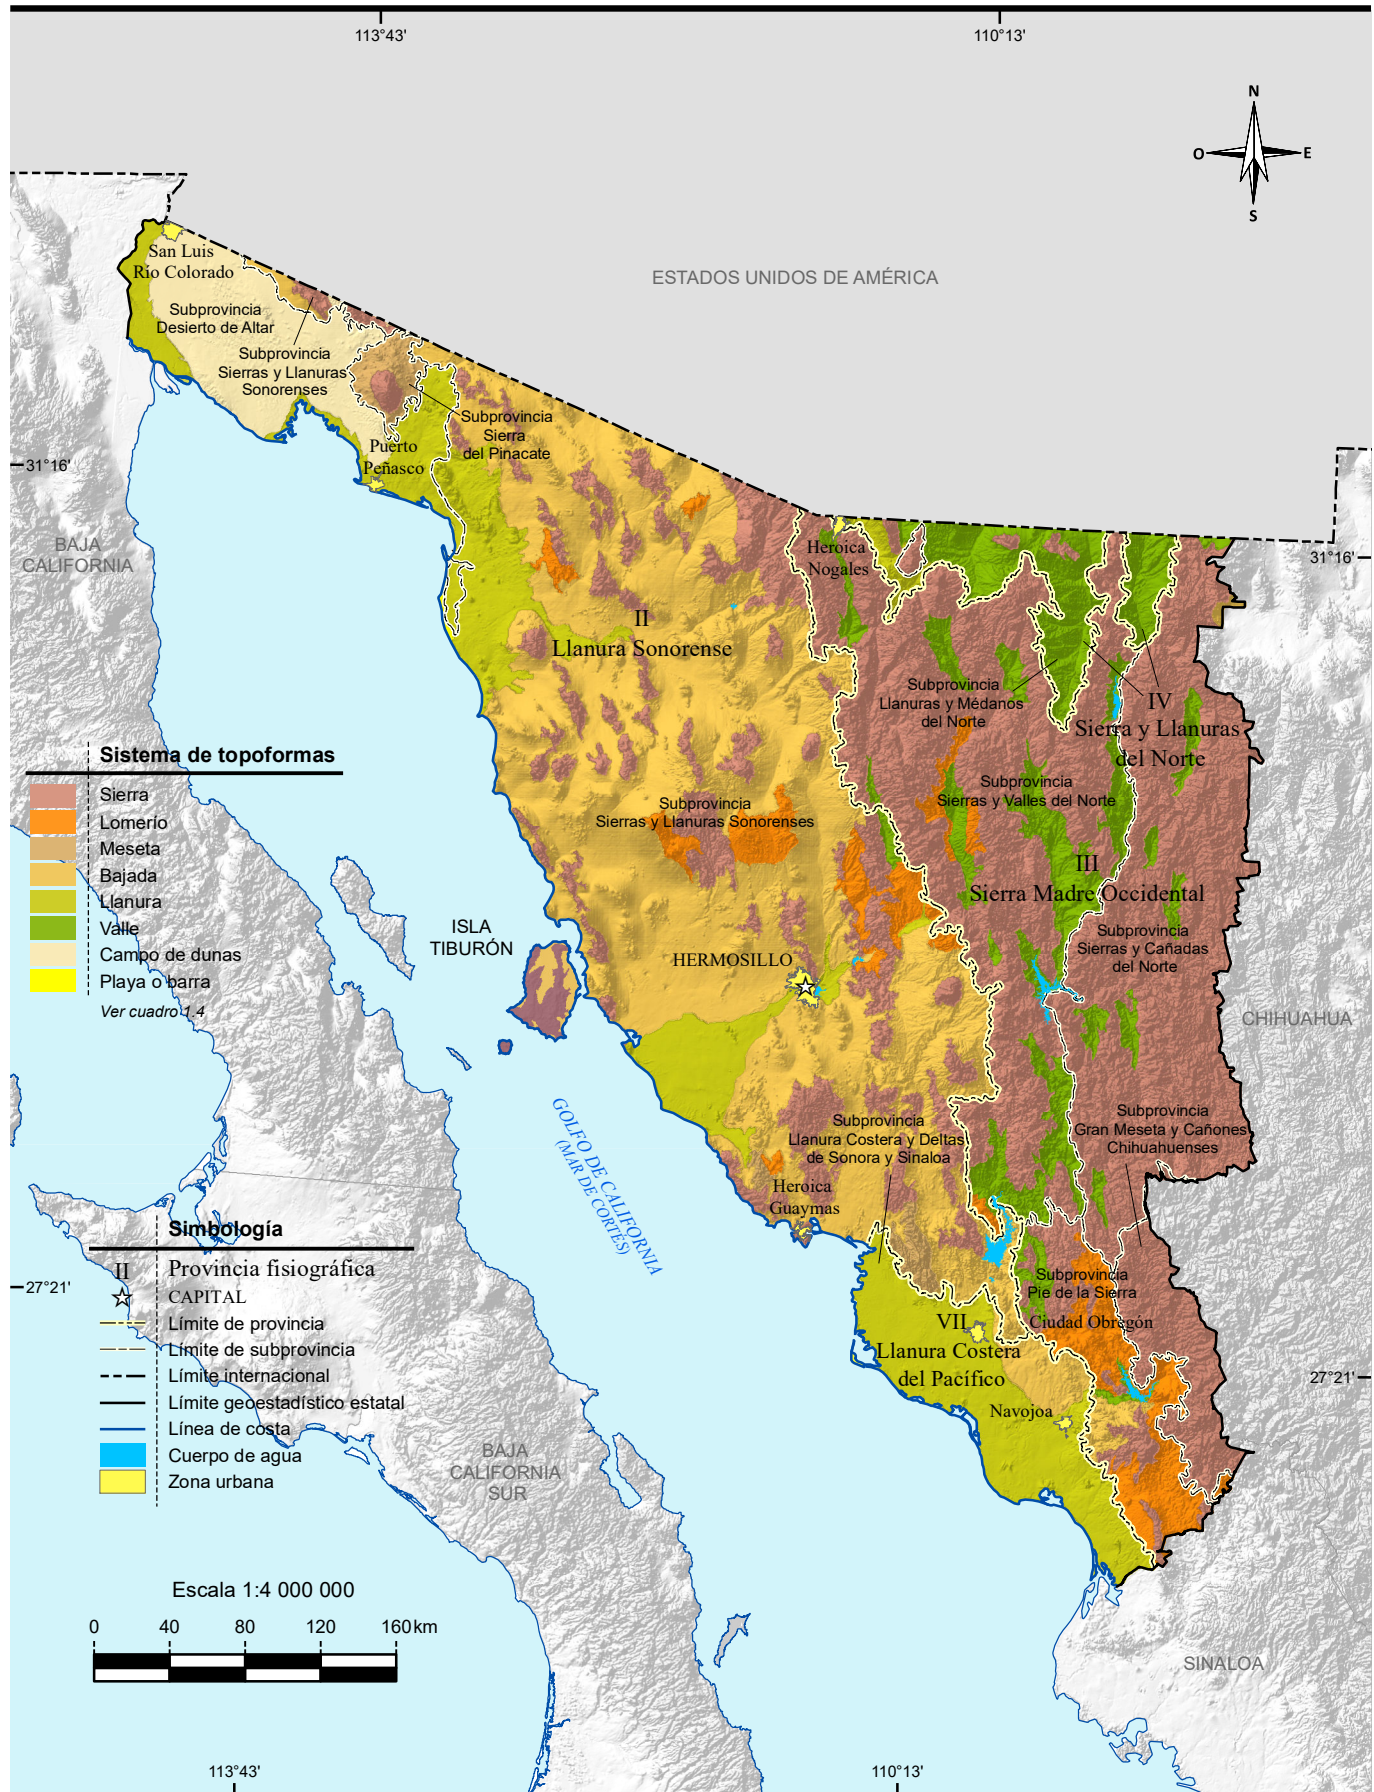 113°43'
110°13'
N
O
E
S
ESTADOS UNIDOS DE AMÉRICA
San Luis
Río Colorado
Subprovincia
Desierto de Altar
Subprovincia
Sierras y Llanuras
Sonorenses
Subprovincia
Sierra
del Pinacate
Puerto
Peñasco
31°16'
31°16'
BAJA
CALIFORNIA
Heroica
Nogales
II
Llanura Sonorense
Subprovincia
Llanuras y Médanos
del Norte
IV
Sierra y Llanuras
del Norte
Subprovincia
Sierras y Valles del Norte
Subprovincia
Sierras y Llanuras Sonorenses
III
Sierra Madre Occidental
Subprovincia
Sierras y Cañadas
del Norte
Sistema de topoformas
Sierra
Lomerío
Meseta
Bajada
Llanura
Valle
Campo de dunas
Playa o barra
Ver cuadro 1.4
ISLA
TIBURÓN
HERMOSILLO
CHIHUAHUA
GOLFO DE CALIFORNIA
(MAR DE CORTÉS)
Subprovincia
Llanura Costera y Deltas
de Sonora y Sinaloa
Subprovincia
Gran Meseta y Cañones
Chihuahuenses
Heroica
Guaymas
Simbología
II
Provincia fisiográfica
CAPITAL
Límite de provincia
Límite de subprovincia
Límite internacional
Límite geoestadístico estatal
Línea de costa
Cuerpo de agua
Zona urbana
27°21'
27°21'
Subprovincia
Pie de la Sierra
Ciudad Obregón
VII
Llanura Costera
del Pacífico
Navojoa
BAJA
CALIFORNIA
SUR
SINALOA
Escala 1:4 000 000
0 40 80 120 160 km
113°43'
110°13'